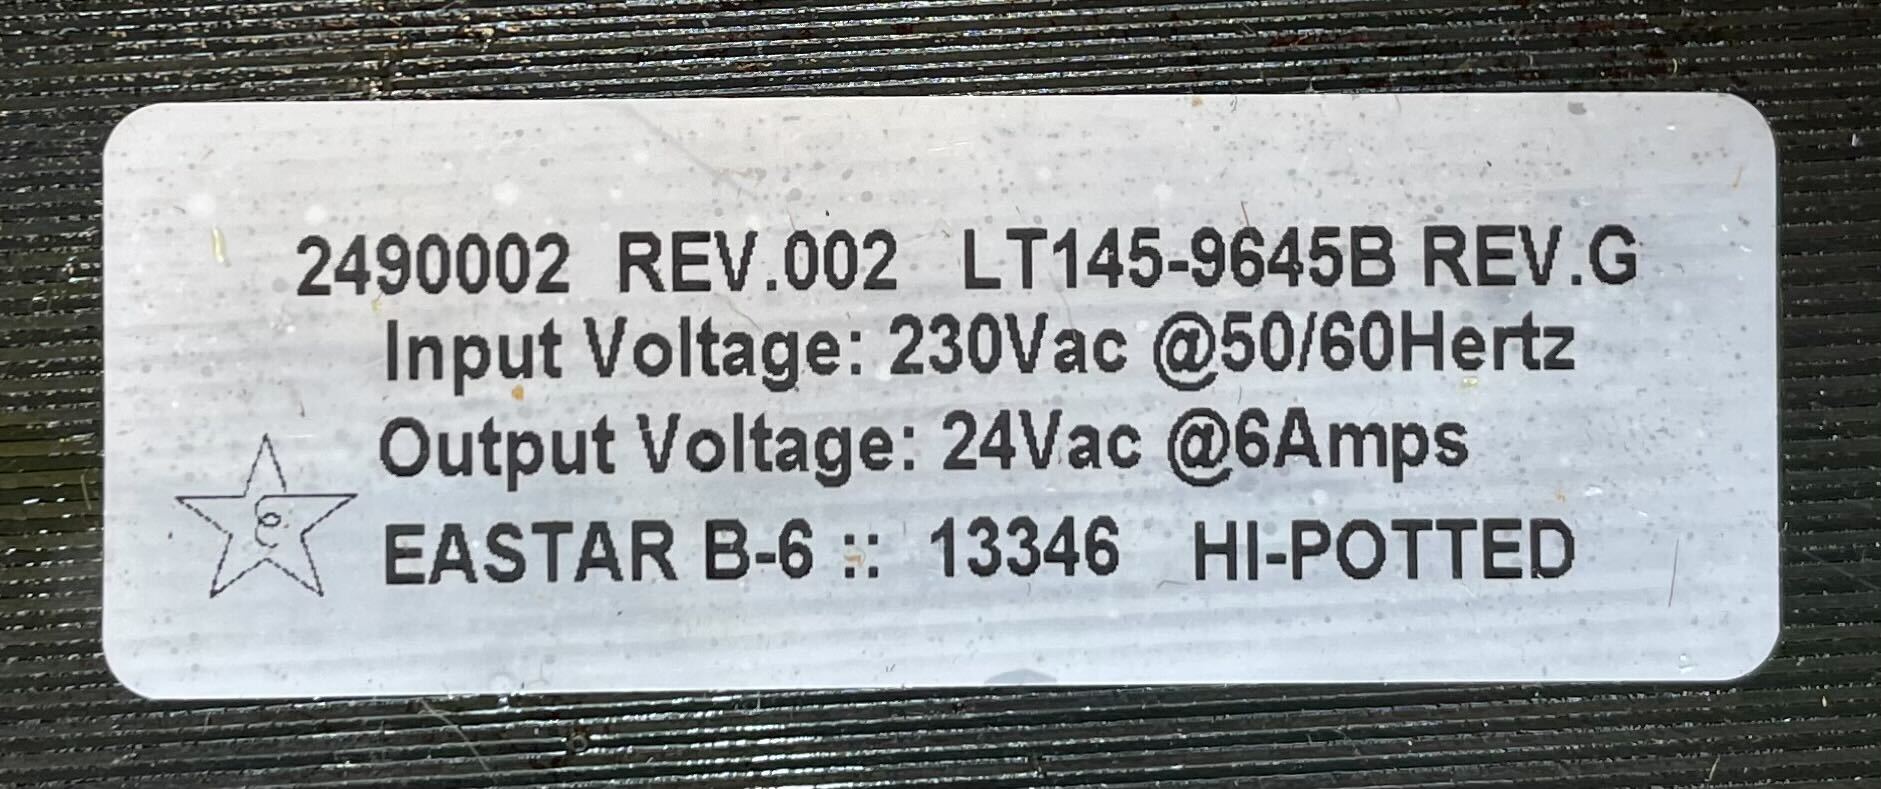 2490002 REV.002 LT145-9645B REV.G
Input Voltage: 230Vac @50/60Hertz
Output Voltage: 24Vac @6Amps
EASTAR B-6 :: 13346 HI-POTTED